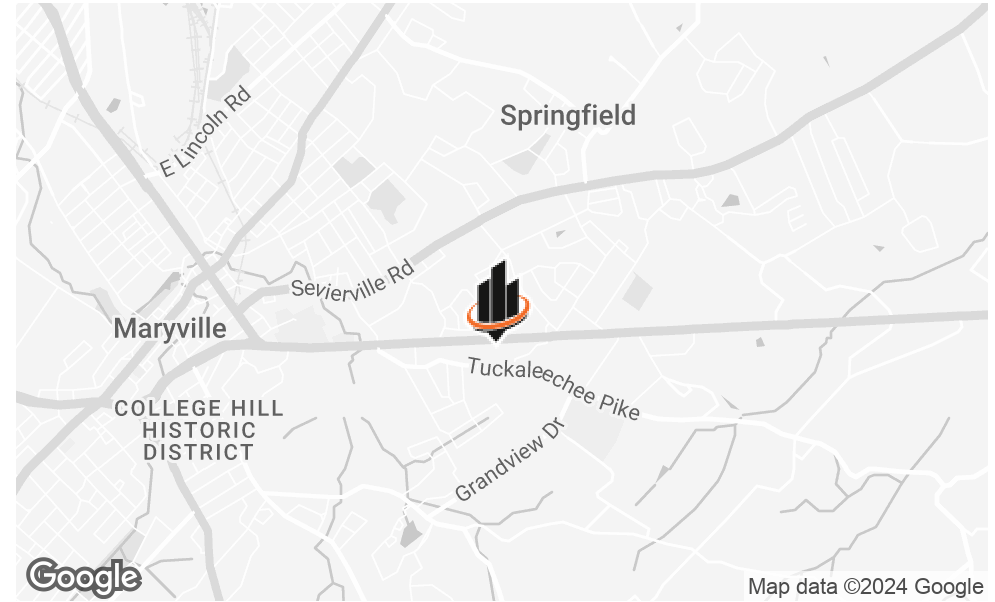 E Lincoln Rd
Springfield
Sevierville Rd
Maryville
Tuckaleechee Pike
COLLEGE HILL
HISTORIC
DISTRICT
Grandview Dr
Google
Map data ©2024 Google